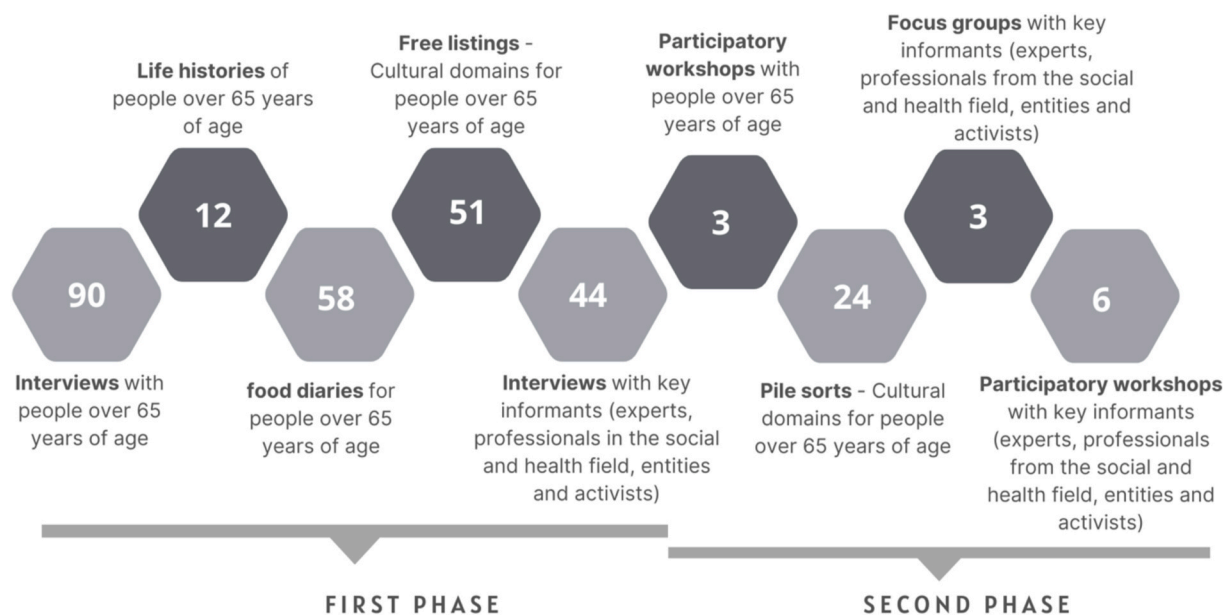 Life histories of
people over 65 years
of age
Free listings -
Cultural domains for
people over 65
years of age
Participatory
workshops with
people over 65
years of age
Focus groups with key
informants (experts,
professionals from the social
and health field, entities and
activists)
90
12
58
51
44
3
24
3
6
Interviews with
people over 65
years of age
food diaries for
people over 65
years of age
Interviews with key
informants (experts,
professionals in the social
and health field, entities
and activists)
Pile sorts - Cultural
domains for people
over 65 years of age
Participatory workshops
with key informants
(experts, professionals
from the social and
health field, entities and
activists)
FIRST PHASE
SECOND PHASE